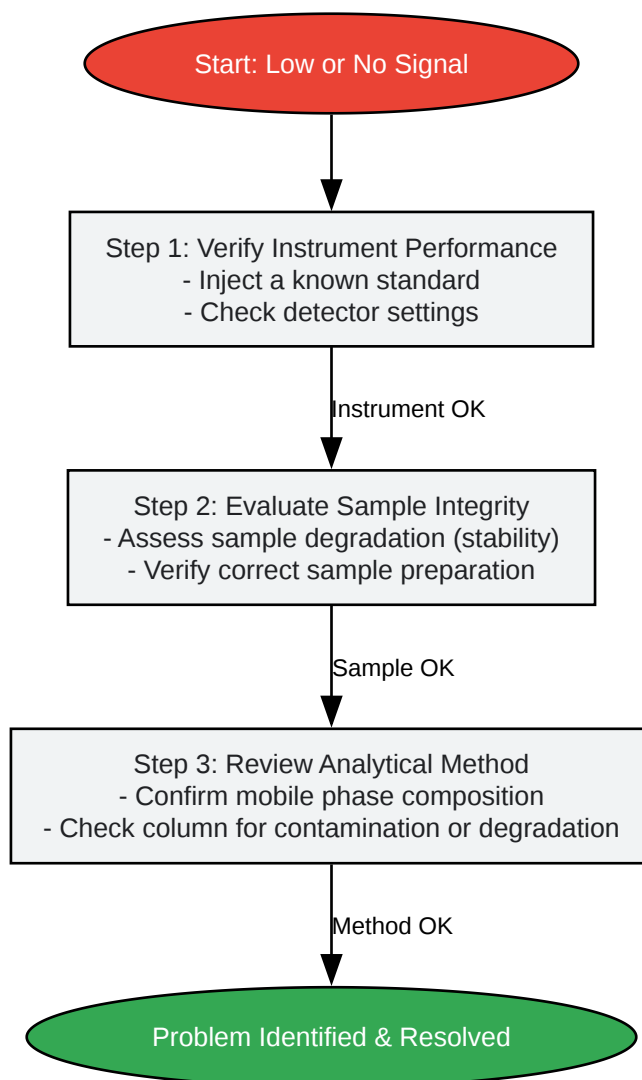 Start: Low or No Signal
Step 1: Verify Instrument Performance
- Inject a known standard
- Check detector settings
Instrument OK
Step 2: Evaluate Sample Integrity
- Assess sample degradation (stability)
- Verify correct sample preparation
Sample OK
Step 3: Review Analytical Method
- Confirm mobile phase composition
- Check column for contamination or degradation
Method OK
Problem Identified & Resolved